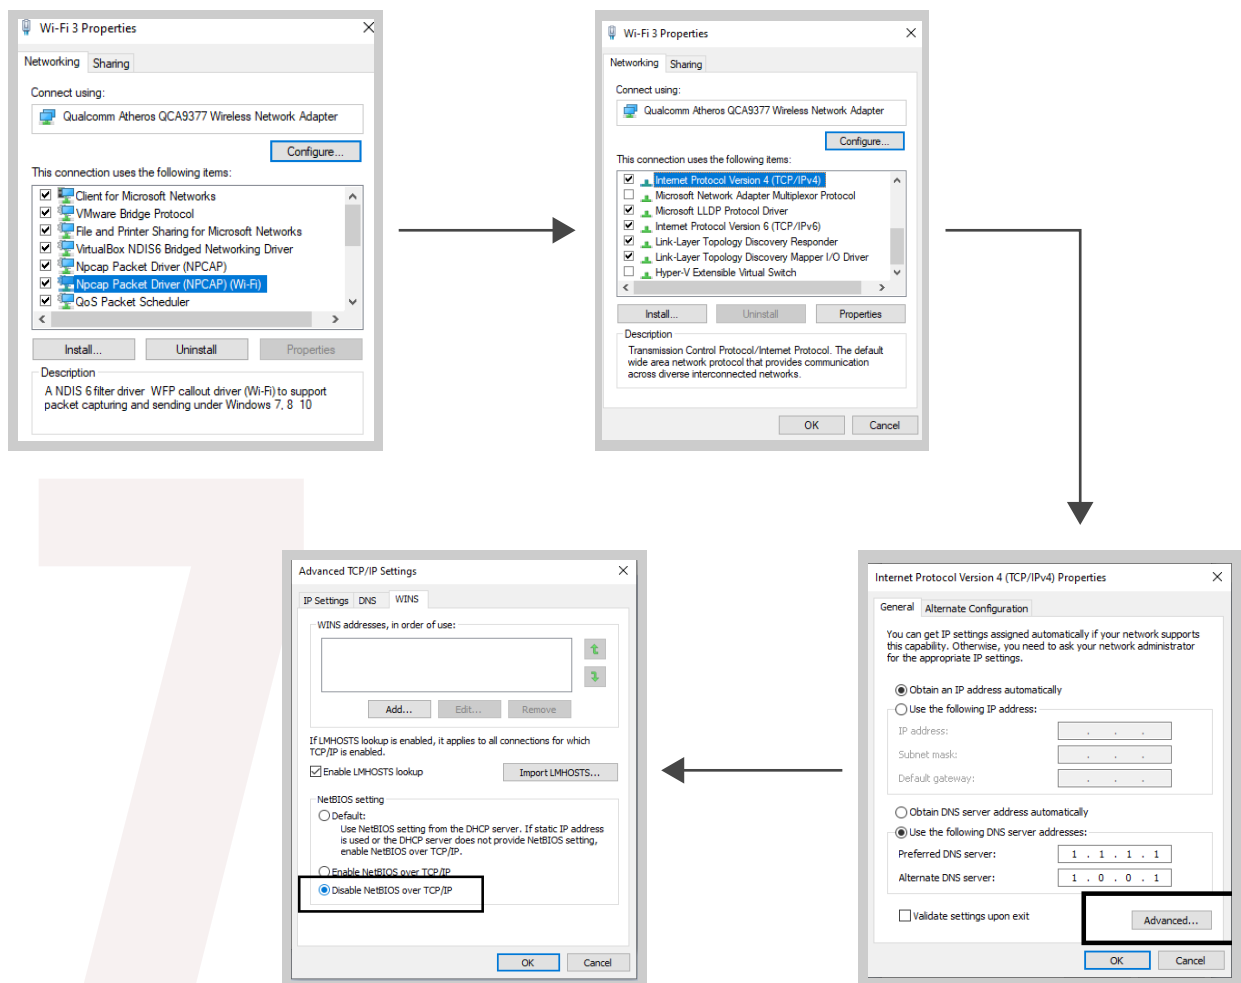 Wi-Fi 3 Properties
Networking Sharing
Connect using:
Qualcomm Atheros QCA9377 Wireless Network Adapter
Configure...
This connection uses the following items:
Client for Microsoft Networks
VMware Bridge Protocol
File and Printer Sharing for Microsoft Networks
VirtualBox NDIS6 Bridged Networking Driver
Npcap Packet Driver (NPCAP)
Npcap Packet Driver (NPCAP) (Wi-Fi)
QoS Packet Scheduler
Install... Uninstall Properties
Description
A NDIS 6 filter driver WFP callout driver (Wi-Fi) to support
packet capturing and sending under Windows 7, 8 10
Wi-Fi 3 Properties
Networking Sharing
Connect using:
Qualcomm Atheros QCA9377 Wireless Network Adapter
Configure...
This connection uses the following items:
Internet Protocol Version 4 (TCP/IPv4)
Microsoft Network Adapter Multiplexor Protocol
Microsoft LLDP Protocol Driver
Internet Protocol Version 6 (TCP/IPv6)
Link-Layer Topology Discovery Responder
Link-Layer Topology Discovery Mapper I/O Driver
Hyper-V Extensible Virtual Switch
Install... Uninstall Properties
Description
Transmission Control Protocol/Internet Protocol. The default
wide area network protocol that provides communication
across diverse interconnected networks.
OK Cancel
7
Internet Protocol Version 4 (TCP/IPv4) Properties
General Alternate Configuration
You can get IP settings assigned automatically if your network supports
this capability. Otherwise, you need to ask your network administrator
for the appropriate IP settings.
Obtain an IP address automatically
Use the following IP address:
IP address: . . .
Subnet mask: . . .
Default gateway: . . .
Obtain DNS server address automatically
Use the following DNS server addresses:
Preferred DNS server: 1 . 1 . 1 . 1
Alternate DNS server: 1 . 0 . 0 . 1
Validate settings upon exit Advanced...
OK Cancel
Advanced TCP/IP Settings
IP Settings DNS WINS
WINS addresses, in order of use:
Add... Edit... Remove
If LMHOSTS lookup is enabled, it applies to all connections for which
TCP/IP is enabled.
Enable LMHOSTS lookup Import LMHOSTS...
NetBIOS setting
Default:
Use NetBIOS setting from the DHCP server. If static IP address
is used or the DHCP server does not provide NetBIOS setting,
enable NetBIOS over TCP/IP.
Enable NetBIOS over TCP/IP
Disable NetBIOS over TCP/IP
OK Cancel